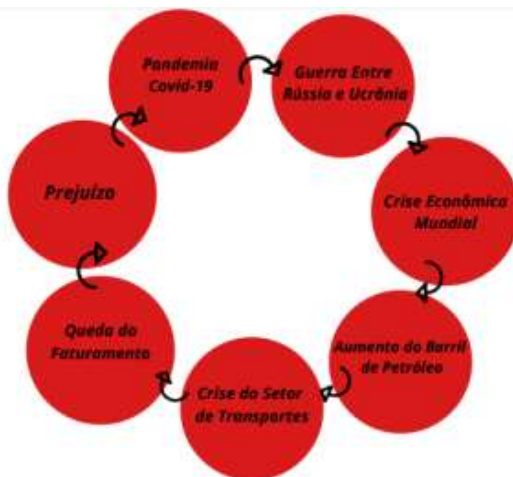 Pandemia
Covid-19
Guerra Entre
Rússia e Ucrânia
Crise Econômica
Mundial
Aumento do Barril
de Petróleo
Crise do Setor
de Transportes
Queda do
Faturamento
Prejuízo